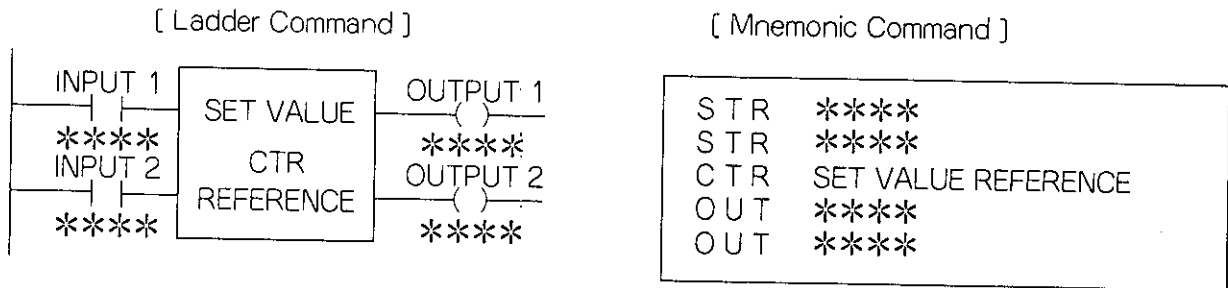 [ Ladder Command ]
INPUT 1
****
INPUT 2
****
SET VALUE
CTR
REFERENCE
OUTPUT 1
****
OUTPUT 2
****
[ Mnemonic Command ]
STR ****
STR ****
CTR SET VALUE REFERENCE
OUT ****
OUT ****